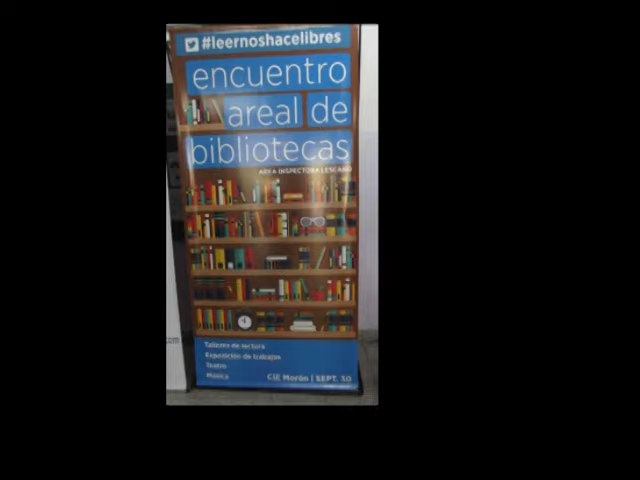 #leernoshacelibres
encuentro
areal de
bibliotecas
AREA INSPECTORA LESCANO
Talleres de lectura
Exposición de trabajos
Teatro
Música
CIE Morón | SEPT. 30